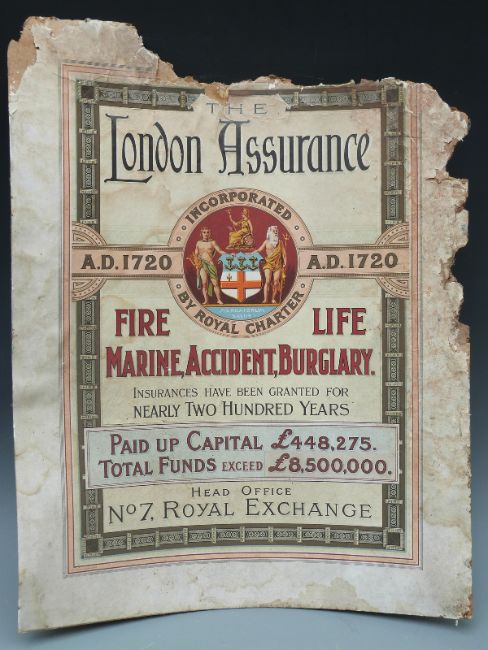 THE
London Assurance
INCORPORATED
A.D. 1720
A.D. 1720
BY ROYAL CHARTER
FIRE LIFE
MARINE, ACCIDENT, BURGLARY.
INSURANCES HAVE BEEN GRANTED FOR
NEARLY TWO HUNDRED YEARS
PAID UP CAPITAL £448,275.
TOTAL FUNDS EXCEED £8,500,000.
HEAD OFFICE
No 7, ROYAL EXCHANGE